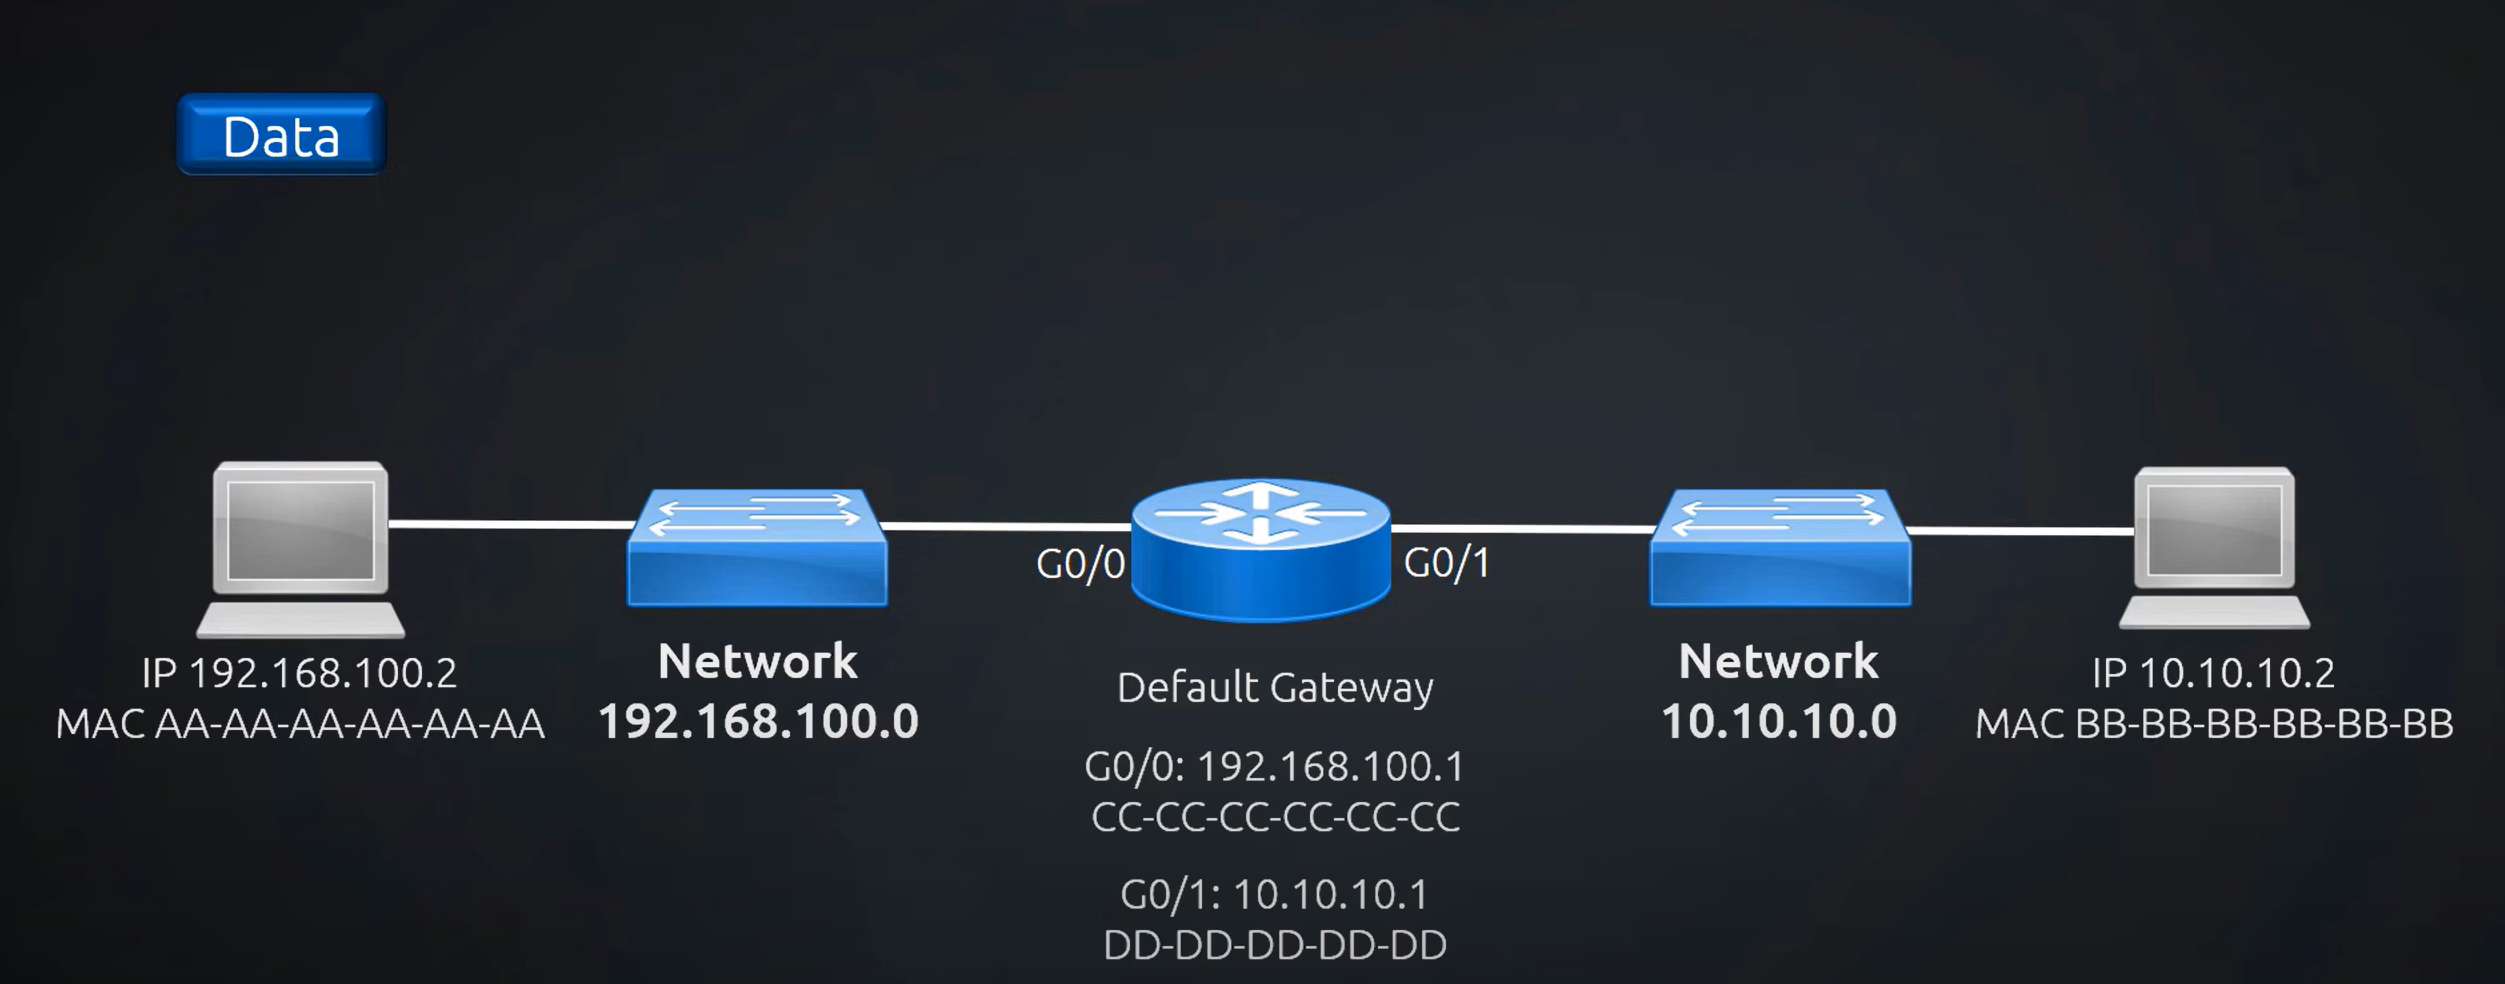 Data
G0/0
G0/1
IP 192.168.100.2
MAC AA-AA-AA-AA-AA-AA
Network
192.168.100.0
Default Gateway
G0/0: 192.168.100.1
CC-CC-CC-CC-CC-CC
G0/1: 10.10.10.1
DD-DD-DD-DD-DD
Network
10.10.10.0
IP 10.10.10.2
MAC BB-BB-BB-BB-BB-BB